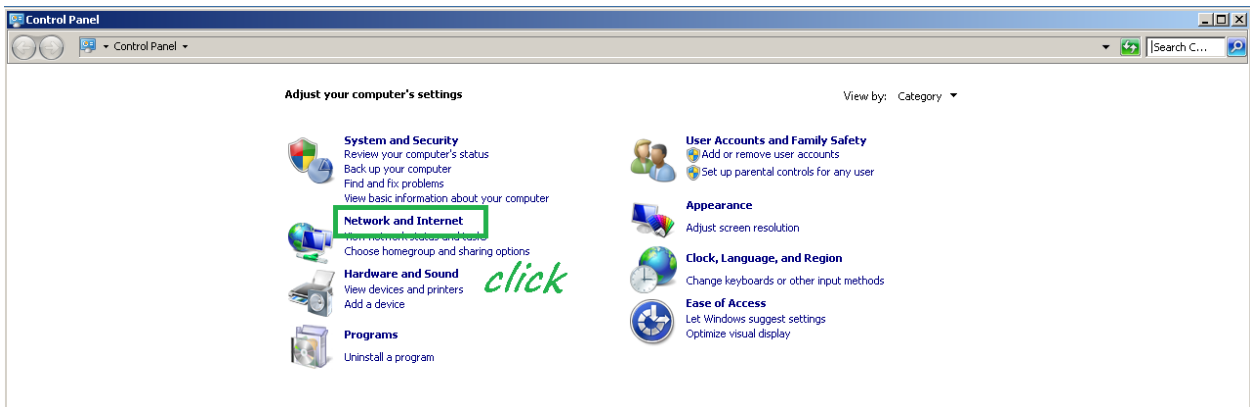 Control Panel
Control Panel
Search C...
Adjust your computer's settings
View by: Category
System and Security
Review your computer's status
Back up your computer
Find and fix problems
View basic information about your computer
Network and Internet
View network status and tasks
Choose homegroup and sharing options
click
Hardware and Sound
View devices and printers
Add a device
Programs
Uninstall a program
User Accounts and Family Safety
Add or remove user accounts
Set up parental controls for any user
Appearance
Adjust screen resolution
Clock, Language, and Region
Change keyboards or other input methods
Ease of Access
Let Windows suggest settings
Optimize visual display